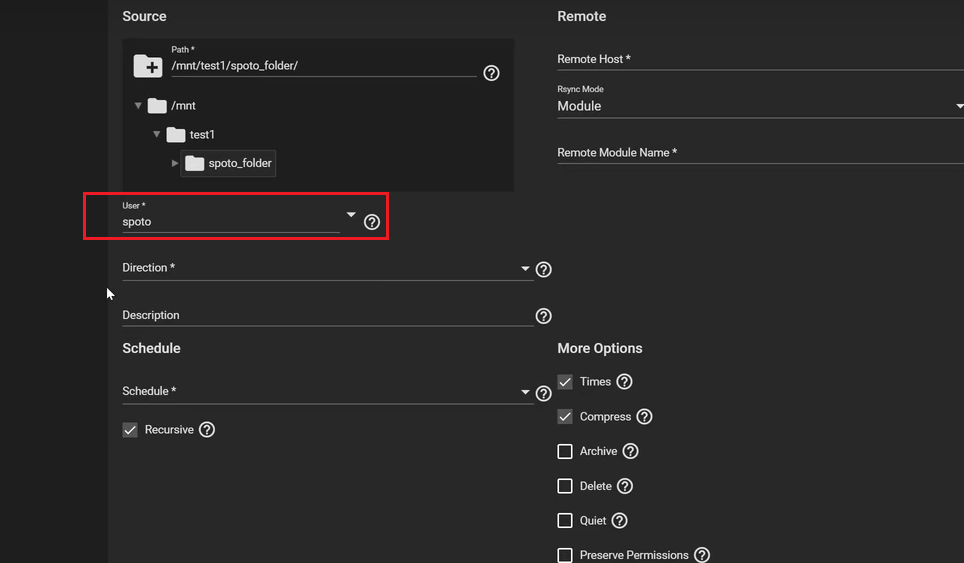 Source
Path *
/mnt/test1/spoto_folder/
/mnt
test1
spoto_folder
User *
spoto
Direction *
Description
Schedule
Schedule *
Recursive
Remote
Remote Host *
Rsync Mode
Module
Remote Module Name *
More Options
Times
Compress
Archive
Delete
Quiet
Preserve Permissions